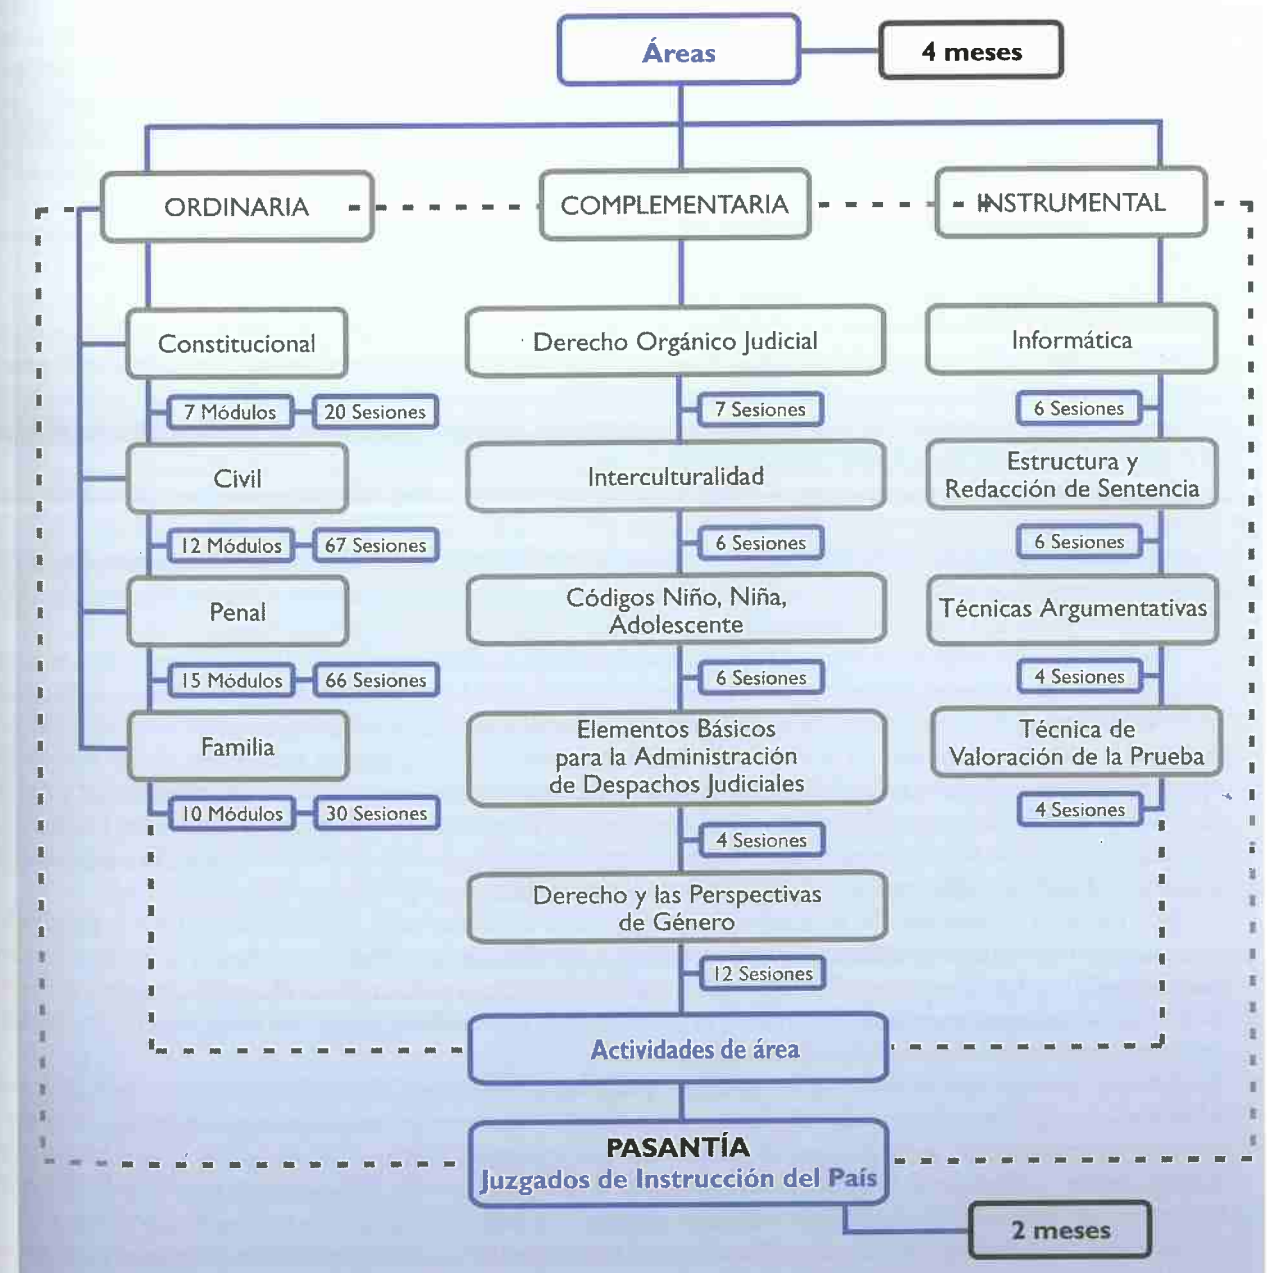 Áreas
4 meses
ORDINARIA
COMPLEMENTARIA
INSTRUMENTAL
Constitucional
7 Módulos
20 Sesiones
Civil
12 Módulos
67 Sesiones
Penal
15 Módulos
66 Sesiones
Familia
10 Módulos
30 Sesiones
Derecho Orgánico Judicial
7 Sesiones
Interculturalidad
6 Sesiones
Códigos Niño, Niña,
Adolescente
6 Sesiones
Elementos Básicos
para la Administración
de Despachos Judiciales
4 Sesiones
Derecho y las Perspectivas
de Género
12 Sesiones
Informática
6 Sesiones
Estructura y
Redacción de Sentencia
6 Sesiones
Técnicas Argumentativas
4 Sesiones
Técnica de
Valoración de la Prueba
4 Sesiones
Actividades de área
PASANTÍA
Juzgados de Instrucción del País
2 meses